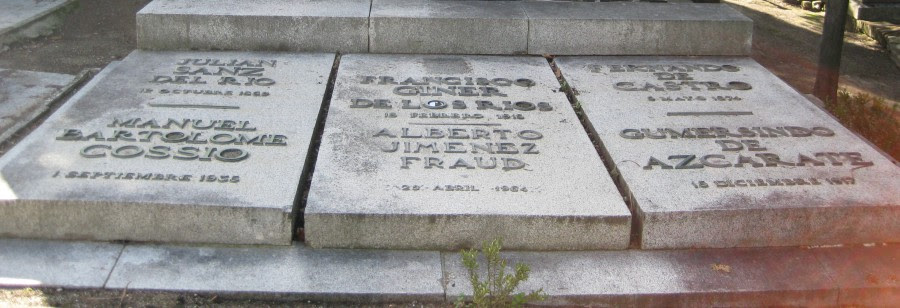 JULIAN
SANZ
DEL RIO
12 OCTUBRE 1869
MANUEL
BARTOLOME
COSSIO
1 SEPTIEMBRE 1935
FRANCISCO
GINER
DE LOS RIOS
18 FEBRERO, 1915
ALBERTO
JIMENEZ
FRAUD
20 ABRIL 1964
FERNANDO
DE
CASTRO
5 MAYO 1874
GUMERSINDO
DE
AZCARATE
15 DICIEMBRE 1917